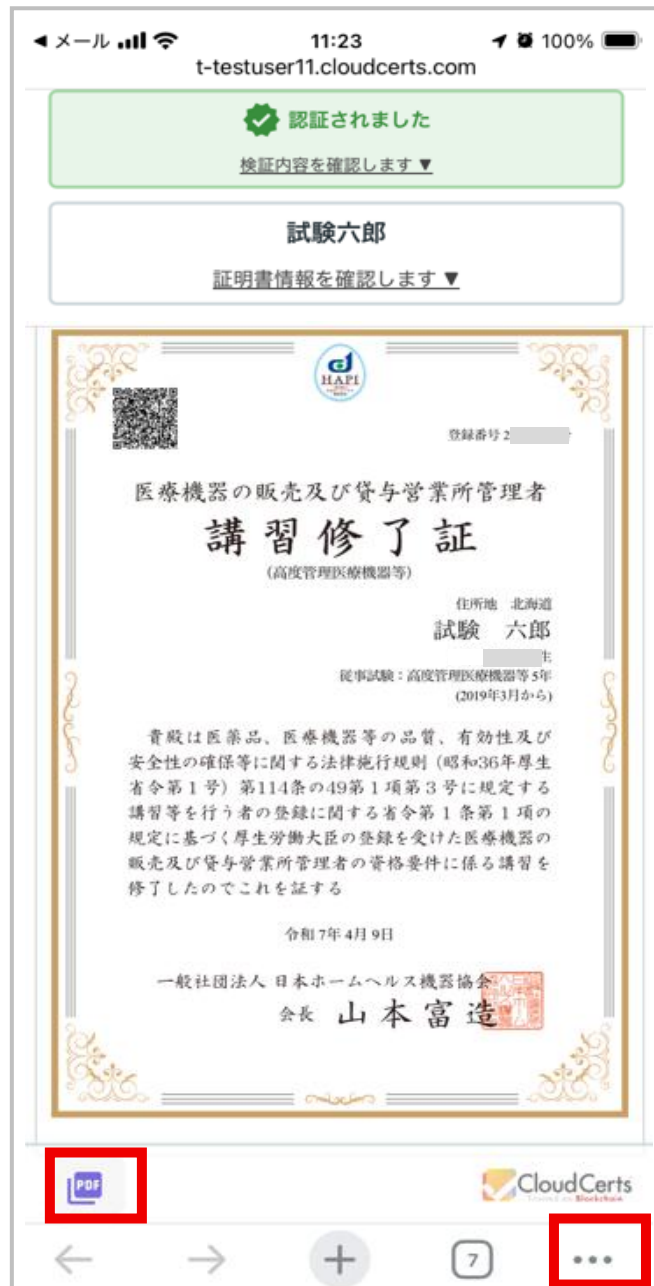 メール 11:23 100%
t-testuser11.cloudcerts.com
認証されました
検証内容を確認します ▼
試験六郎
証明書情報を確認します ▼
HAPI
登録番号 2
医療機器の販売及び貸与営業所管理者
講習修了証
(高度管理医療機器等)
住所地 北海道
試験 六郎
生
従事試験:高度管理医療機器等 5年
(2019年3月から)
貴殿は医薬品、医療機器等の品質、有効性及び
安全性の確保等に関する法律施行規則(昭和36年厚生
省令第1号)第114条の49第1項第3号に規定する
講習等を行う者の登録に関する省令第1条第1項の
規定に基づく厚生労働大臣の登録を受けた医療機器の
販売及び貸与営業所管理者の資格要件に係る講習を
修了したのでこれを証する
令和7年4月9日
一般社団法人 日本ホームヘルス機器協会
会長 山本富造
PDF
CloudCerts
7